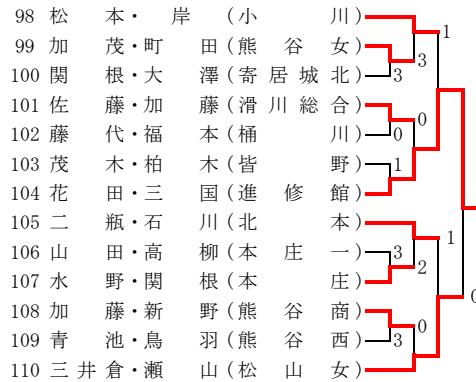 98 松本・岸(小川)
99 加茂・町田(熊谷女)
100 関根・大澤(寄居城北)
101 佐藤・加藤(滑川総合)
102 藤代・福本(桶川)
103 茂木・柏木(皆野)
104 花田・三国(進修館)
105 二瓶・石川(北本)
106 山田・高柳(本庄一)
107 水野・関根(本庄)
108 加藤・新野(熊谷商)
109 青池・鳥羽(熊谷西)
110 三井倉・瀬山(松山女)
1
3
3
0
0
1
1
3
2
0
0
3